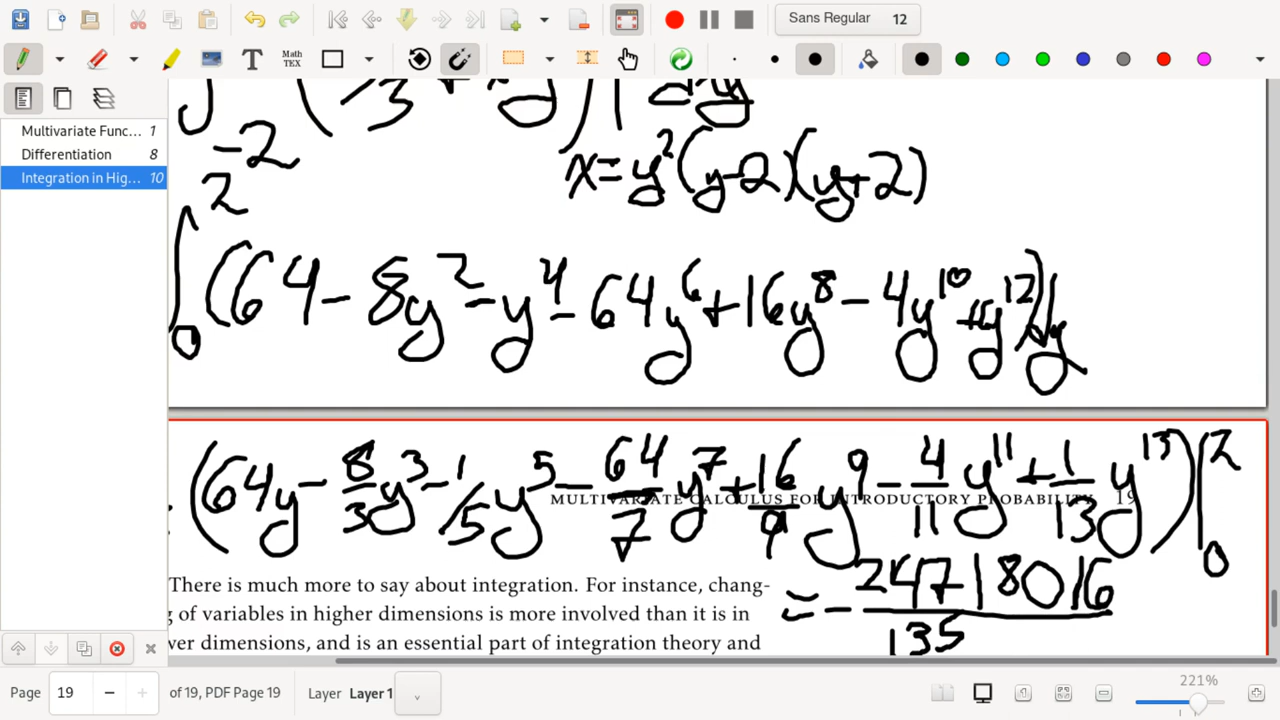 Sans Regular 12
Math TEX
Multivariate Func... 1
Differentiation 8
Integration in Hig... 10
-2
x = y²(y-2)(y+2)
∫₀² (64 - 8y² - y⁴ - 64y⁶ + 16y⁸ - 4y¹⁰ + y¹²) dy
(64y - 8/3 y³ - 1/5 y⁵ - 64/7 y⁷ + 16/9 y⁹ - 4/11 y¹¹ + 1/13 y¹³) |₀²
MULTIVARIATE CALCULUS FOR INTRODUCTORY PROBABILITY 19
= - 24718016
135
There is much more to say about integration. For instance, chang-
g of variables in higher dimensions is more involved than it is in
wer dimensions, and is an essential part of integration theory and
Page 19 of 19, PDF Page 19 Layer Layer 1
221%